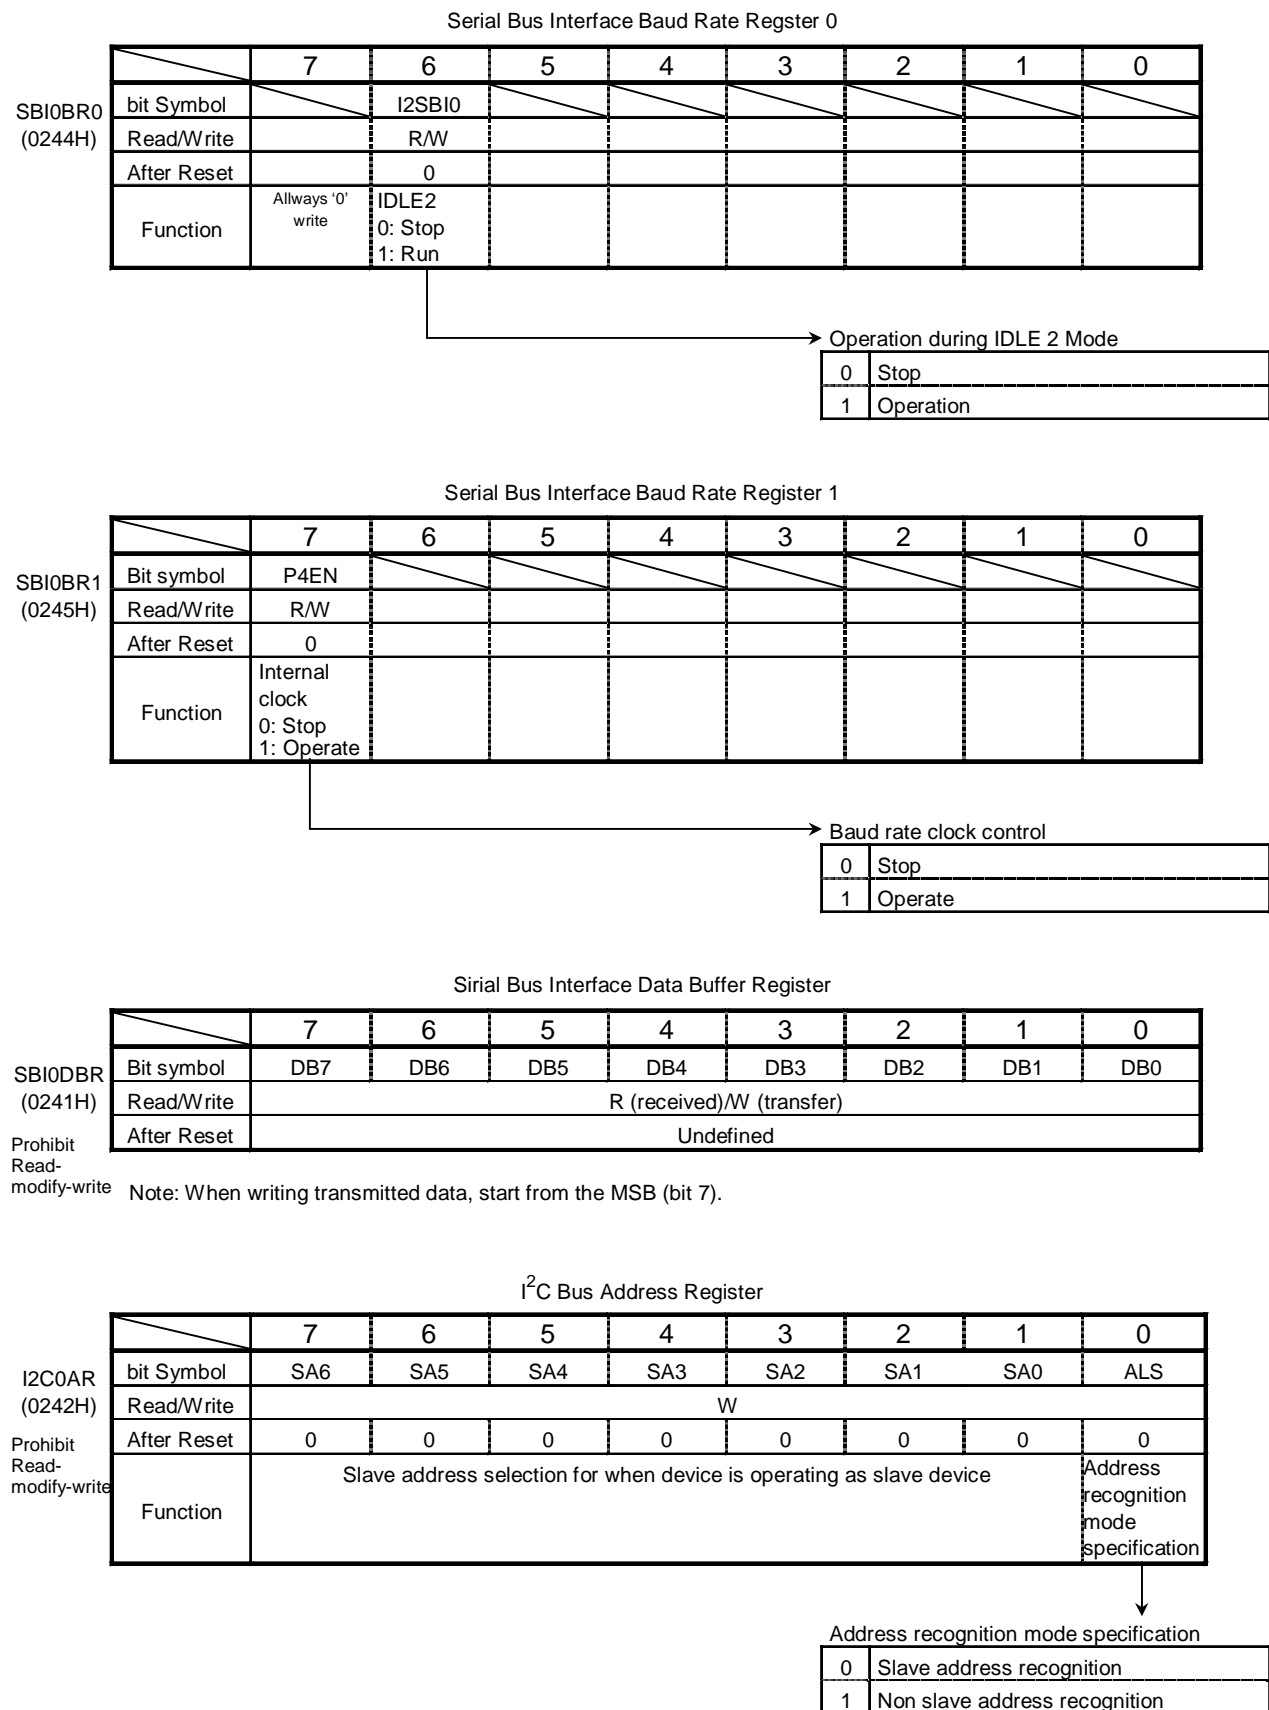 Serial Bus Interface Baud Rate Regster 0
7 6 5 4 3 2 1 0
SBI0BR0
(0244H)
bit Symbol I2SBI0
Read/Write R/W
After Reset 0
Function Allways ‘0’ write IDLE2 0: Stop 1: Run
Operation during IDLE 2 Mode
0 Stop
1 Operation
Serial Bus Interface Baud Rate Register 1
7 6 5 4 3 2 1 0
SBI0BR1
(0245H)
Bit symbol P4EN
Read/Write R/W
After Reset 0
Function Internal clock 0: Stop 1: Operate
Baud rate clock control
0 Stop
1 Operate
Sirial Bus Interface Data Buffer Register
7 6 5 4 3 2 1 0
SBI0DBR
(0241H)
Prohibit
Read-
modify-write
Bit symbol DB7 DB6 DB5 DB4 DB3 DB2 DB1 DB0
Read/Write R (received)/W (transfer)
After Reset Undefined
Note: When writing transmitted data, start from the MSB (bit 7).
I²C Bus Address Register
7 6 5 4 3 2 1 0
I2C0AR
(0242H)
Prohibit
Read-
modify-write
bit Symbol SA6 SA5 SA4 SA3 SA2 SA1 SA0 ALS
Read/Write W
After Reset 0 0 0 0 0 0 0 0
Function Slave address selection for when device is operating as slave device Address recognition mode specification
Address recognition mode specification
0 Slave address recognition
1 Non slave address recognition